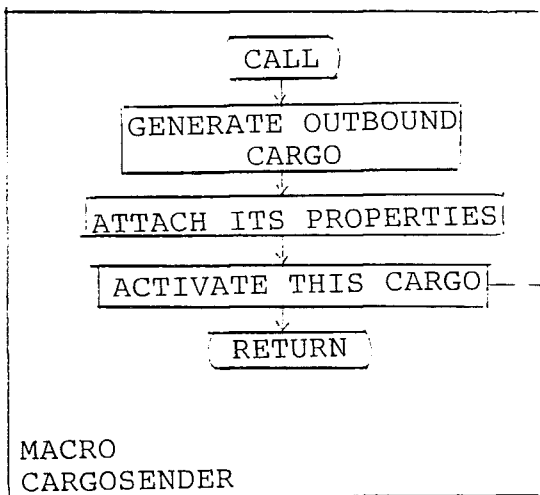 CALL
GENERATE OUTBOUND
CARGO
ATTACH ITS PROPERTIES
ACTIVATE THIS CARGO
RETURN
MACRO
CARGOSENDER